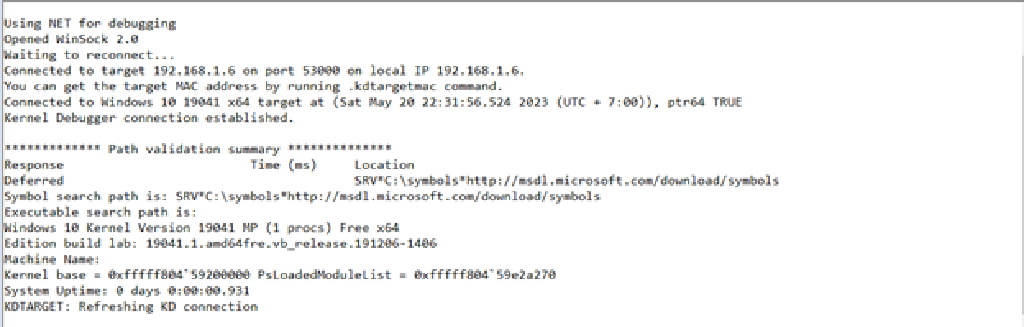 Using NET for debugging
Opened WinSock 2.0
Waiting to reconnect...
Connected to target 192.168.1.6 on port 53000 on local IP 192.168.1.6.
You can get the target MAC address by running .kdtargetmac command.
Connected to Windows 10 19041 x64 target at (Sat May 20 22:31:56.524 2023 (UTC + 7:00)), ptr64 TRUE
Kernel Debugger connection established.
************* Path validation summary **************
Response Time (ms) Location
Deferred SRV*C:\symbols*http://msdl.microsoft.com/download/symbols
Symbol search path is: SRV*C:\symbols*http://msdl.microsoft.com/download/symbols
Executable search path is:
Windows 10 Kernel Version 19041 MP (1 procs) Free x64
Edition build lab: 19041.1.amd64fre.vb_release.191206-1406
Machine Name:
Kernel base = 0xfffff804`59200000 PsLoadedModuleList = 0xfffff804`59e2a270
System Uptime: 0 days 0:00:00.931
KDTARGET: Refreshing KD connection